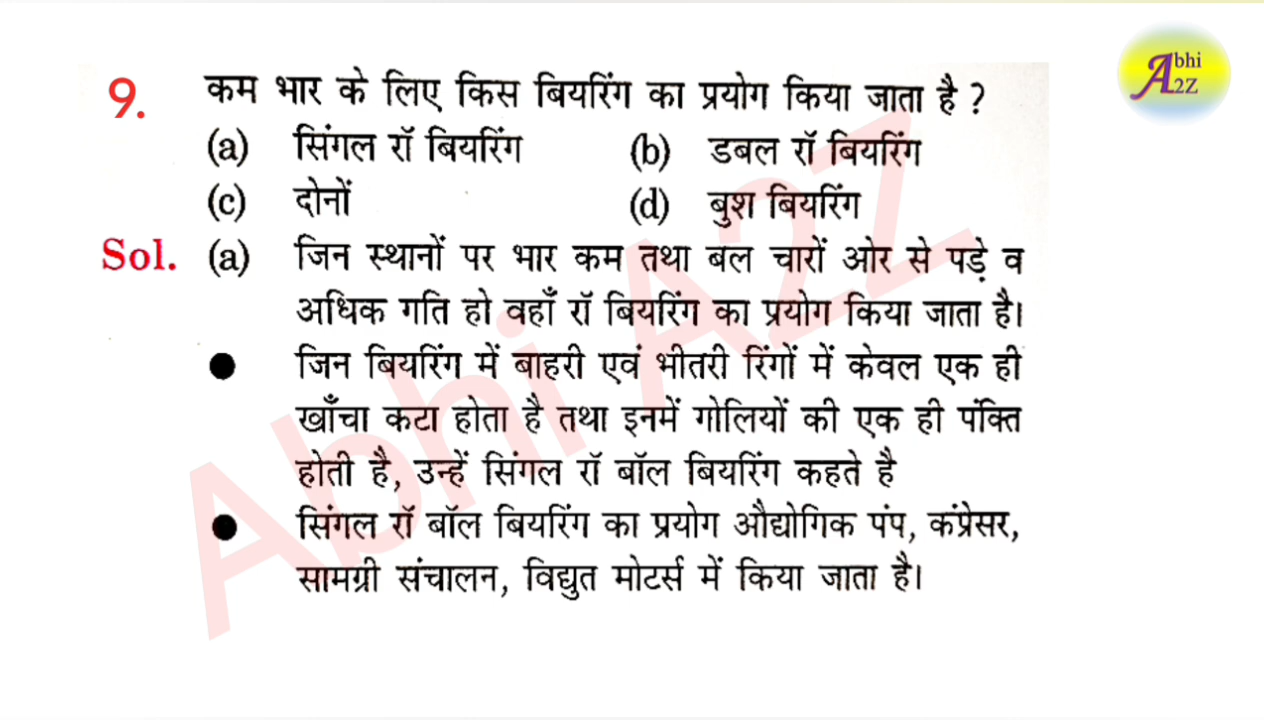 Abhi
A2Z
9. कम भार के लिए किस बियरिंग का प्रयोग किया जाता है ?
(a) सिंगल रॉ बियरिंग (b) डबल रॉ बियरिंग
(c) दोनों (d) बुश बियरिंग
Sol. (a) जिन स्थानों पर भार कम तथा बल चारों ओर से पड़े व
अधिक गति हो वहाँ रॉ बियरिंग का प्रयोग किया जाता है।
● जिन बियरिंग में बाहरी एवं भीतरी रिंगों में केवल एक ही
खाँचा कटा होता है तथा इनमें गोलियों की एक ही पंक्ति
होती है, उन्हें सिंगल रॉ बॉल बियरिंग कहते है
● सिंगल रॉ बॉल बियरिंग का प्रयोग औद्योगिक पंप, कंप्रेसर,
सामग्री संचालन, विद्युत मोटर्स में किया जाता है।
Abhi A2Z